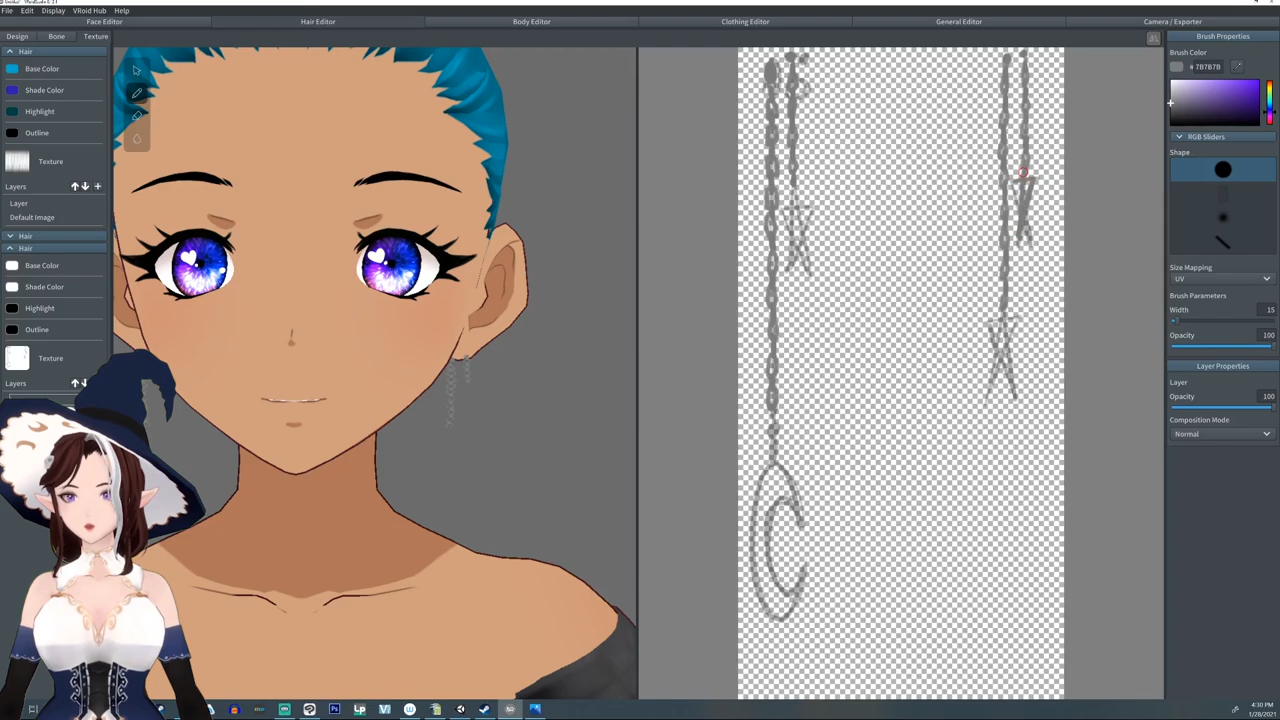 File Edit Display VRoid Hub Help
Face Editor Hair Editor Body Editor Clothing Editor General Editor Camera / Exporter
Design Bone Texture
Hair
Base Color
Shade Color
Highlight
Outline
Texture
Layers
Layer
Default Image
Hair
Hair
Base Color
Shade Color
Highlight
Outline
Texture
Layers
Brush Properties
Brush Color
# 7B7B7B
RGB Sliders
Shape
Size Mapping
UV
Brush Parameters
Width 15
Opacity 100
Layer Properties
Layer
Opacity 100
Composition Mode
Normal
Ps Lp
4:30 PM
1/28/2021